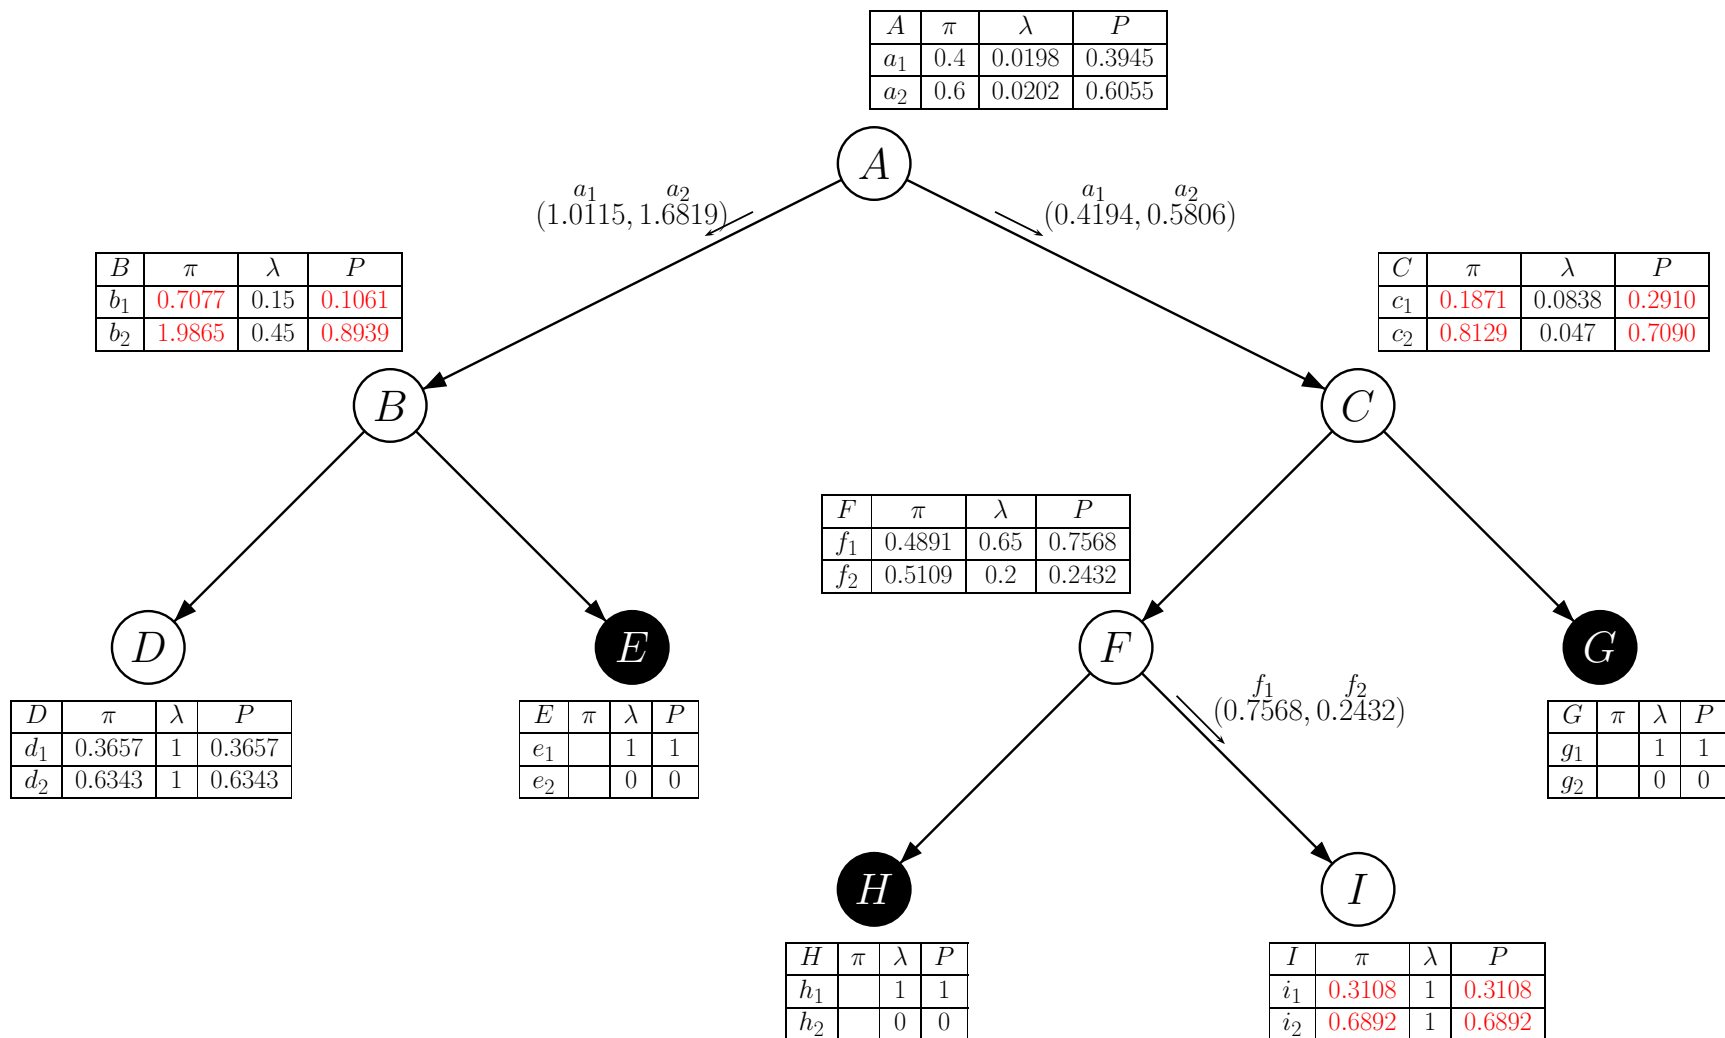 A π λ P
a₁ 0.4 0.0198 0.3945
a₂ 0.6 0.0202 0.6055
A
a₁ a₂
(1.0115, 1.6819)
a₁ a₂
(0.4194, 0.5806)
B π λ P
b₁ 0.7077 0.15 0.1061
b₂ 1.9865 0.45 0.8939
C π λ P
c₁ 0.1871 0.0838 0.2910
c₂ 0.8129 0.047 0.7090
B
C
F π λ P
f₁ 0.4891 0.65 0.7568
f₂ 0.5109 0.2 0.2432
D
E
F
G
f₁ f₂
(0.7568, 0.2432)
D π λ P
d₁ 0.3657 1 0.3657
d₂ 0.6343 1 0.6343
E π λ P
e₁ 1 1
e₂ 0 0
G π λ P
g₁ 1 1
g₂ 0 0
H
I
H π λ P
h₁ 1 1
h₂ 0 0
I π λ P
i₁ 0.3108 1 0.3108
i₂ 0.6892 1 0.6892